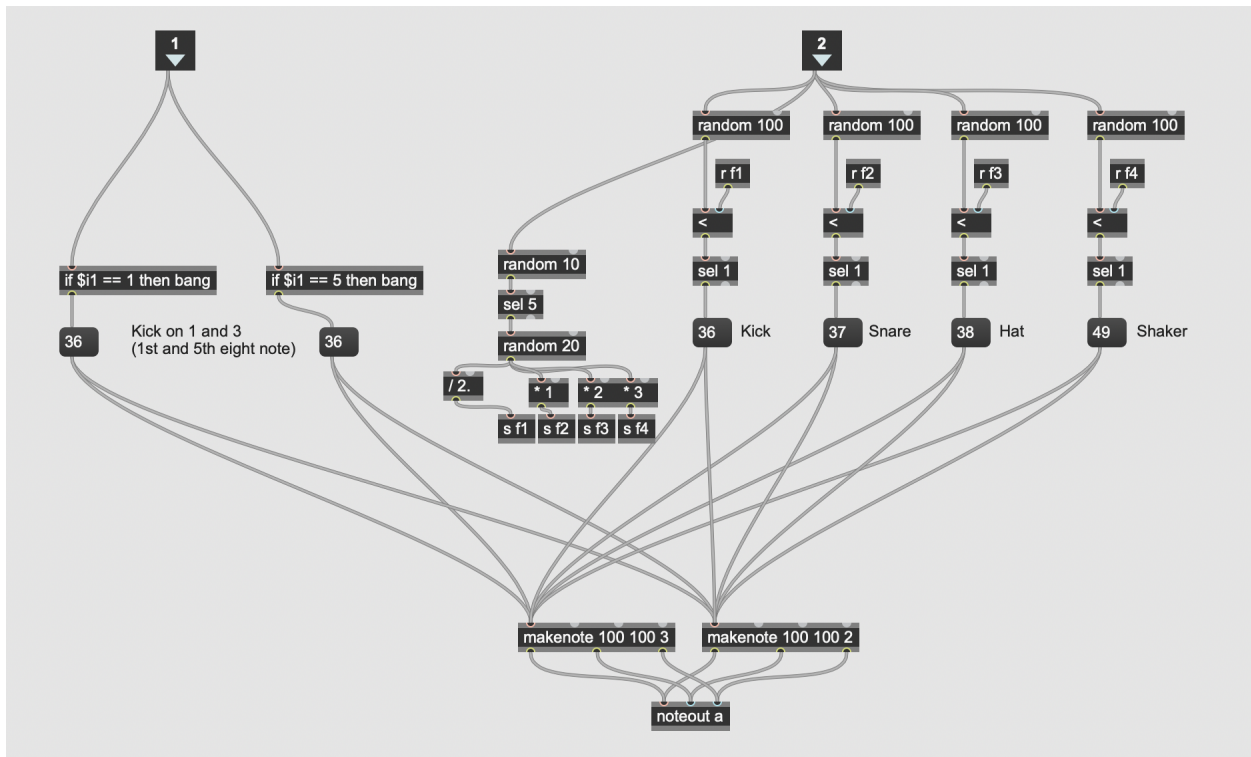 1
2
random 100
random 100
random 100
random 100
r f1
r f2
r f3
r f4
<
<
<
<
random 10
if $i1 == 1 then bang
if $i1 == 5 then bang
sel 1
sel 1
sel 1
sel 1
sel 5
36
Kick on 1 and 3
(1st and 5th eight note)
36
random 20
36
Kick
37
Snare
38
Hat
49
Shaker
/ 2.
* 1
* 2
* 3
s f1
s f2
s f3
s f4
makenote 100 100 3
makenote 100 100 2
noteout a